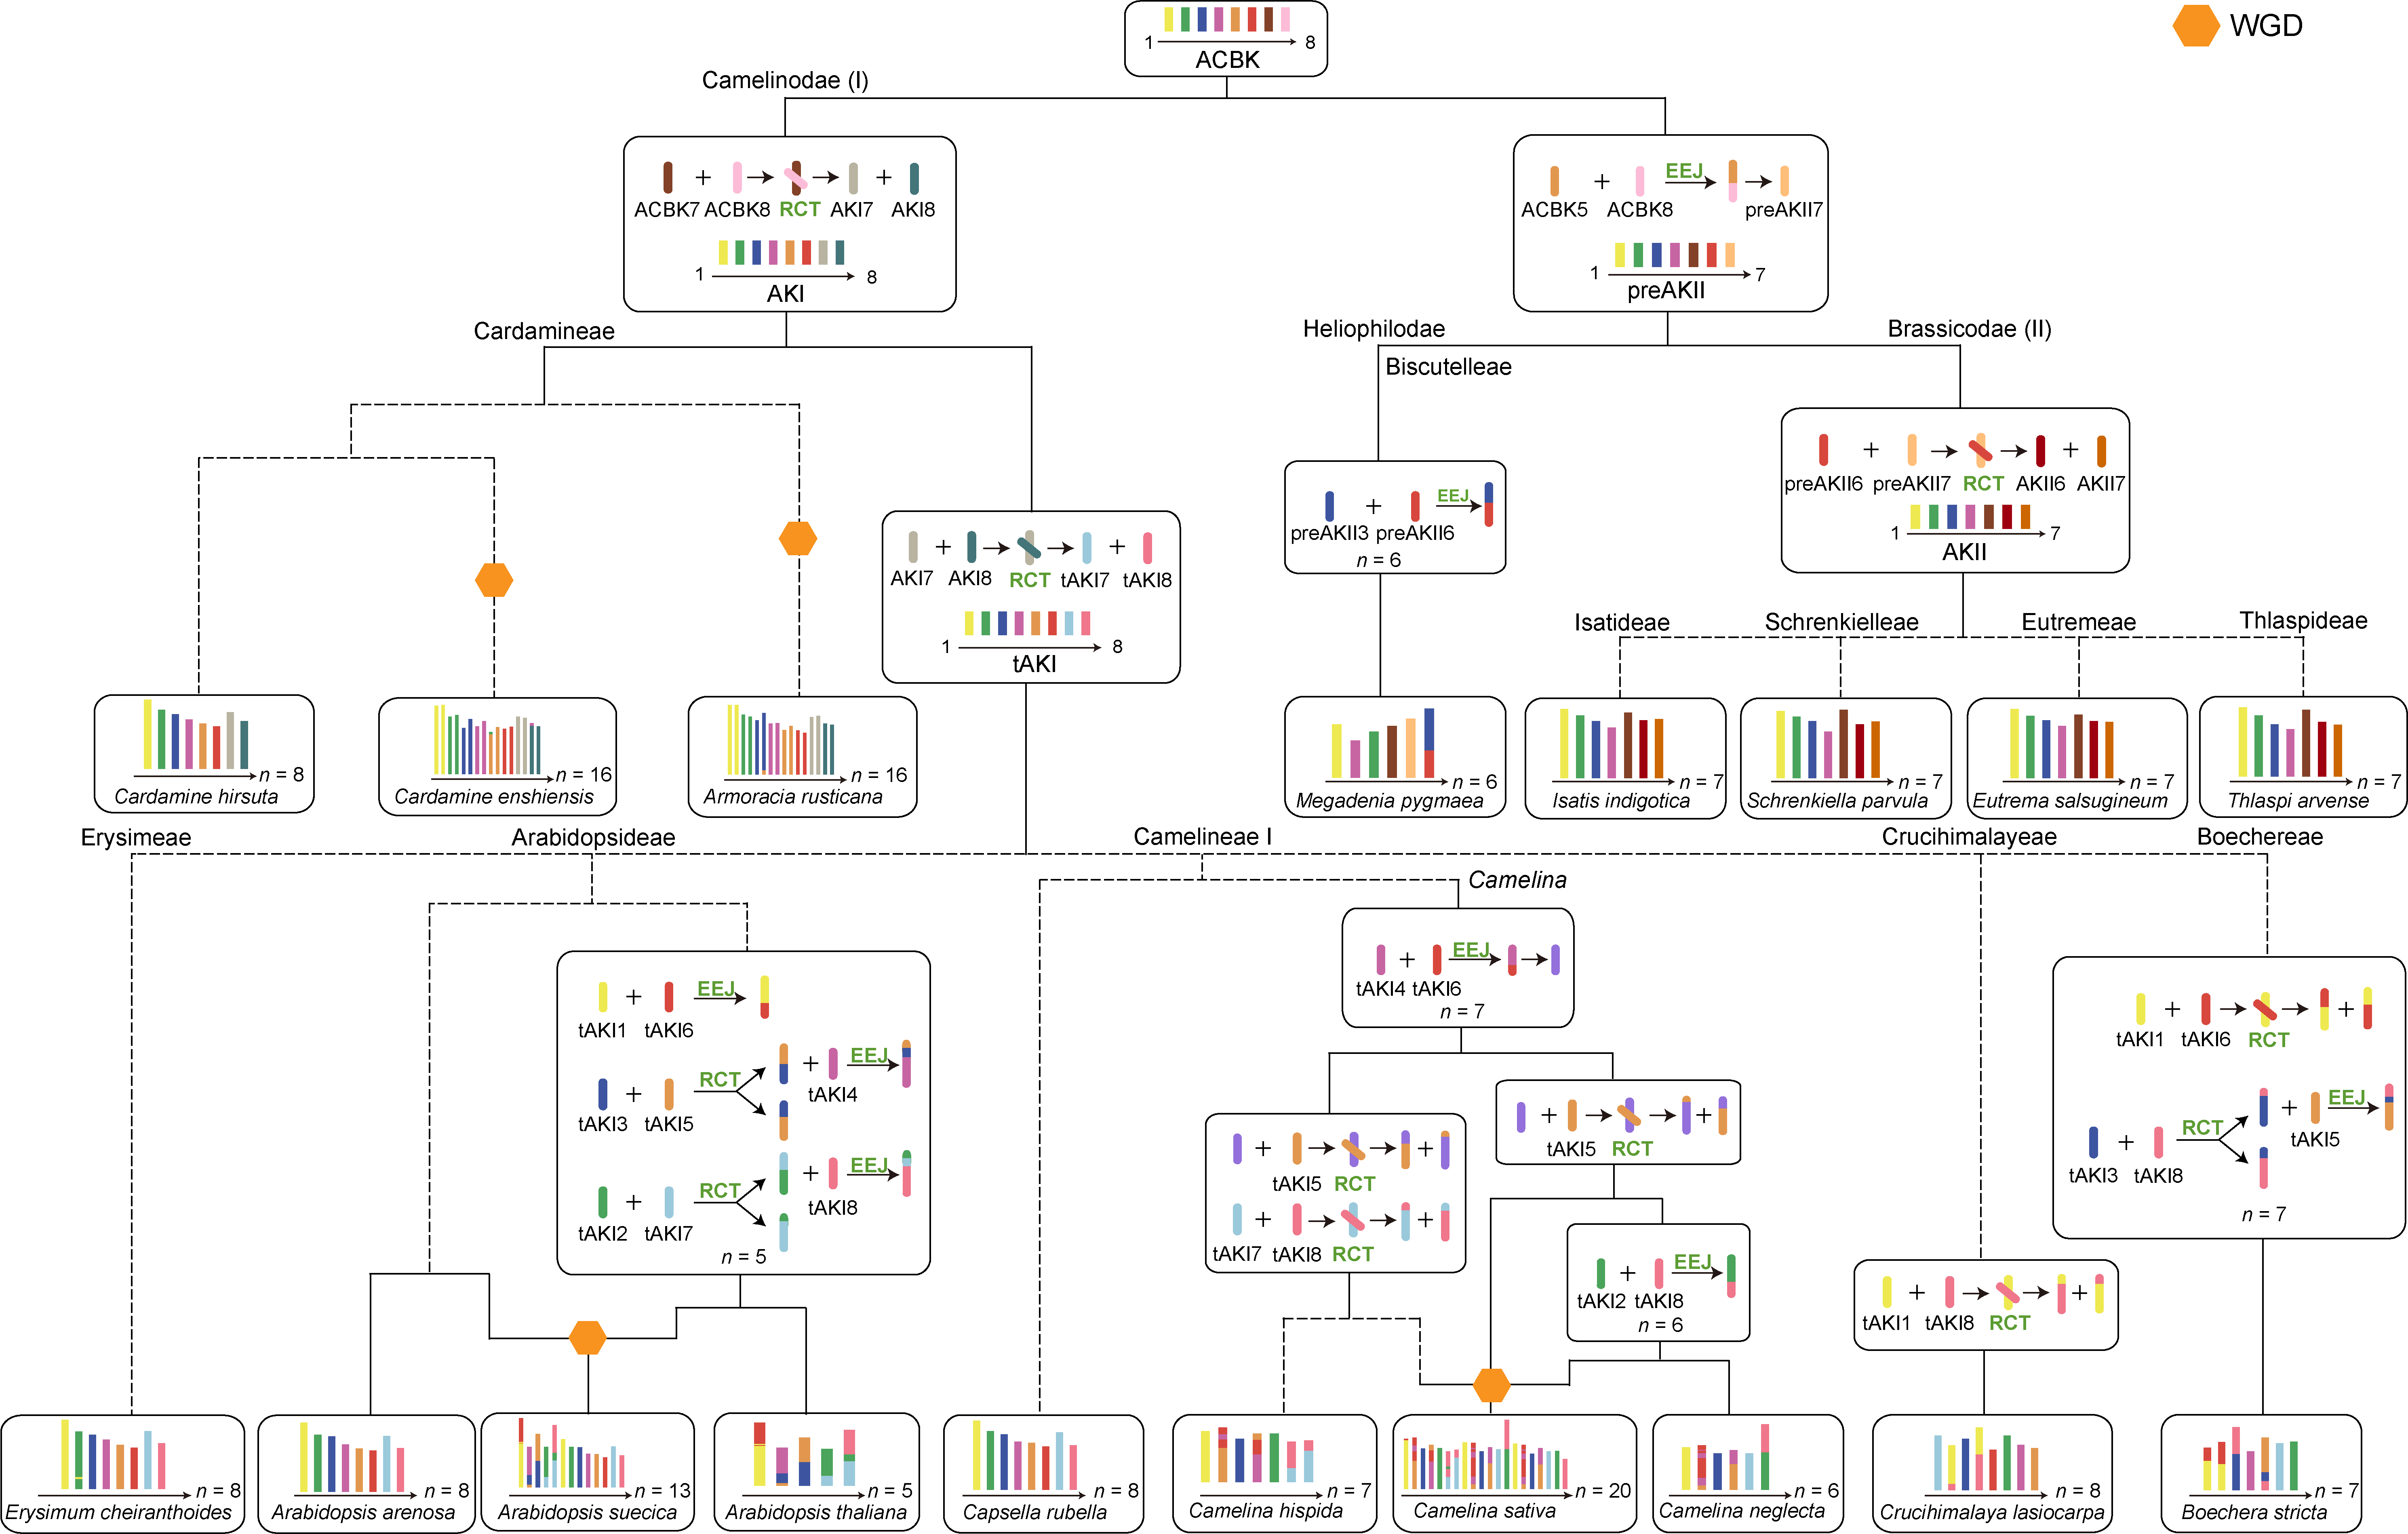 WGD
1 8
ACBK
Camelinodae (I)
ACBK7 + ACBK8 RCT AKI7 + AKI8
1 8
AKI
EEJ
ACBK5 + ACBK8 preAKII7
1 7
preAKII
Cardamineae
Heliophilodae
Brassicodae (II)
Biscutelleae
EEJ
preAKII3 + preAKII6
n = 6
preAKII6 + preAKII7 RCT AKII6 + AKII7
1 7
AKII
AKI7 + AKI8 RCT tAKI7 + tAKI8
1 8
tAKI
Isatideae Schrenkielleae Eutremeae Thlaspideae
n = 8
Cardamine hirsuta
n = 16
Cardamine enshiensis
n = 16
Armoracia rusticana
n = 6
Megadenia pygmaea
n = 7
Isatis indigotica
n = 7
Schrenkiella parvula
n = 7
Eutrema salsugineum
n = 7
Thlaspi arvense
Erysimeae Arabidopsideae Camelineae I Crucihimalayeae Boechereae
Camelina
EEJ
tAKI1 + tAKI6
RCT
tAKI3 + tAKI5
+ EEJ
tAKI4
RCT
tAKI2 + tAKI7
+ EEJ
tAKI8
n = 5
EEJ
tAKI4 + tAKI6
n = 7
+ +
tAKI5 RCT
+ +
tAKI7 tAKI8 RCT
+ +
tAKI5 RCT
EEJ
tAKI2 + tAKI8
n = 6
+ +
tAKI1 tAKI8 RCT
+ +
tAKI1 tAKI6 RCT
RCT
tAKI3 + tAKI8
+ EEJ
tAKI5
n = 7
n = 8
Erysimum cheiranthoides
n = 8
Arabidopsis arenosa
n = 13
Arabidopsis suecica
n = 5
Arabidopsis thaliana
n = 8
Capsella rubella
n = 7
Camelina hispida
n = 20
Camelina sativa
n = 6
Camelina neglecta
n = 8
Crucihimalaya lasiocarpa
n = 7
Boechera stricta